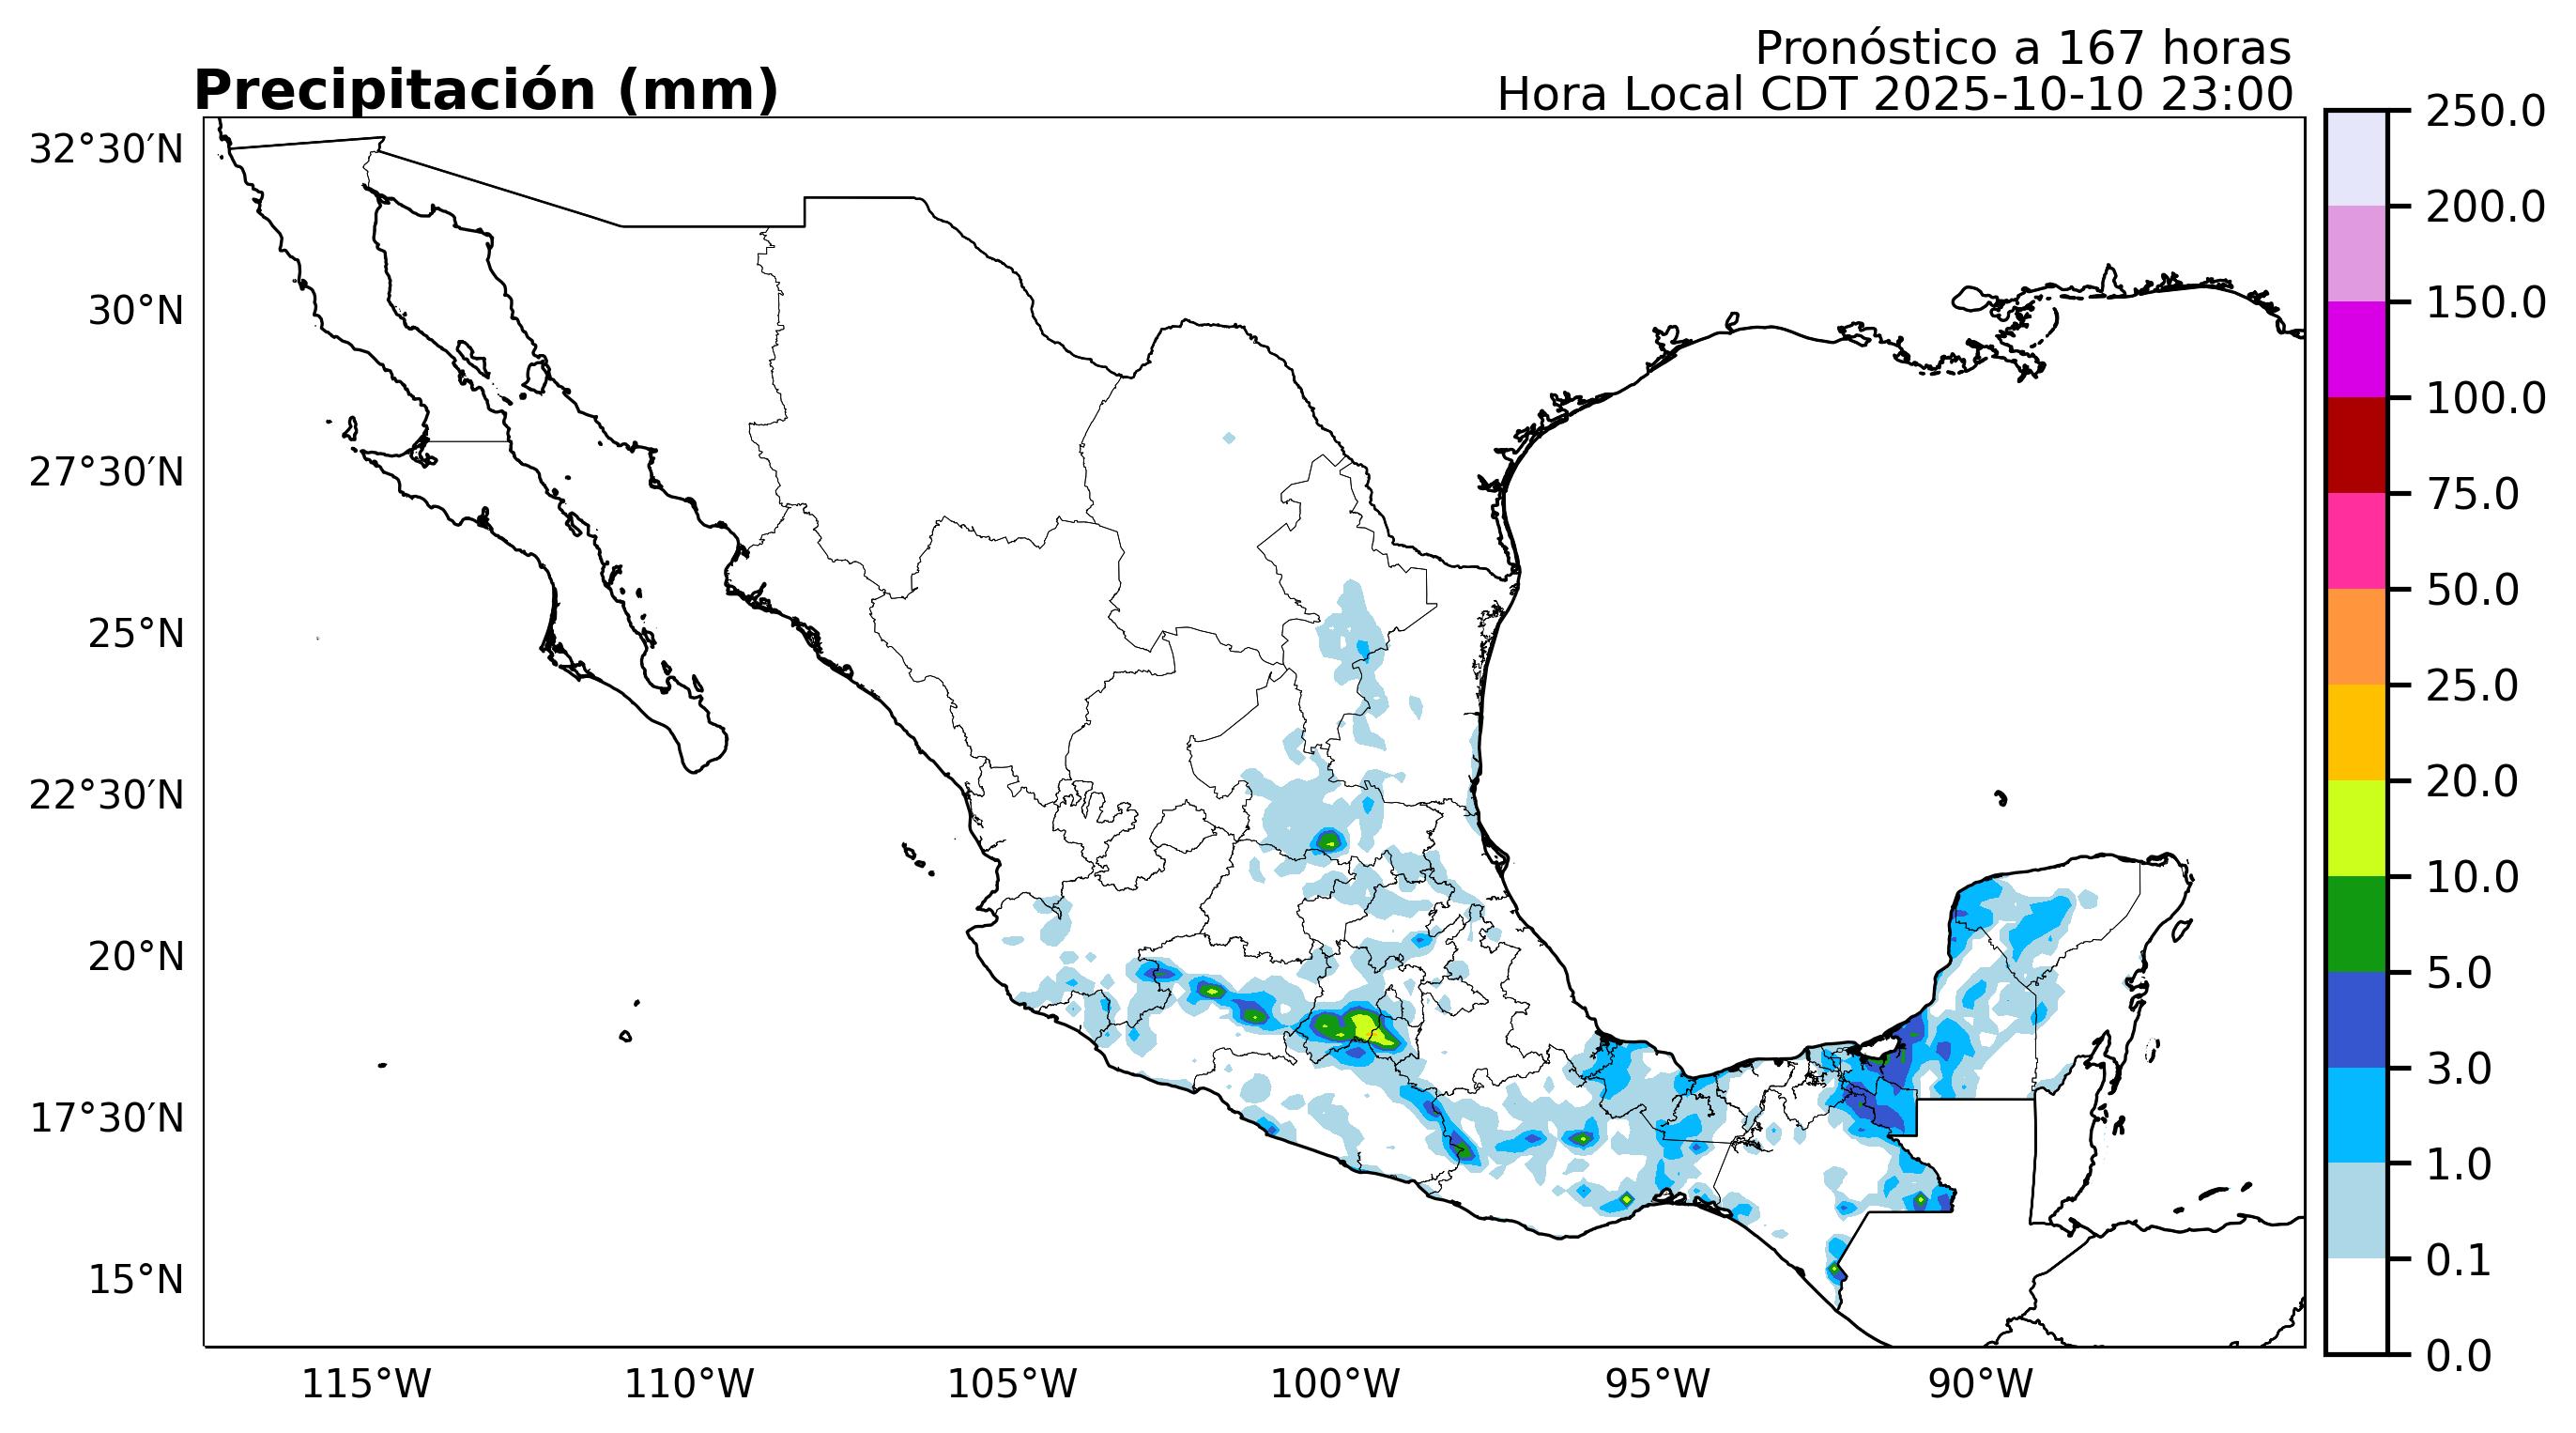 Pronóstico a 167 horas
Precipitación (mm)
Hora Local CDT 2025-10-10 23:00
32°30′N
30°N
27°30′N
25°N
22°30′N
20°N
17°30′N
15°N
115°W
110°W
105°W
100°W
95°W
90°W
250.0
200.0
150.0
100.0
75.0
50.0
25.0
20.0
10.0
5.0
3.0
1.0
0.1
0.0